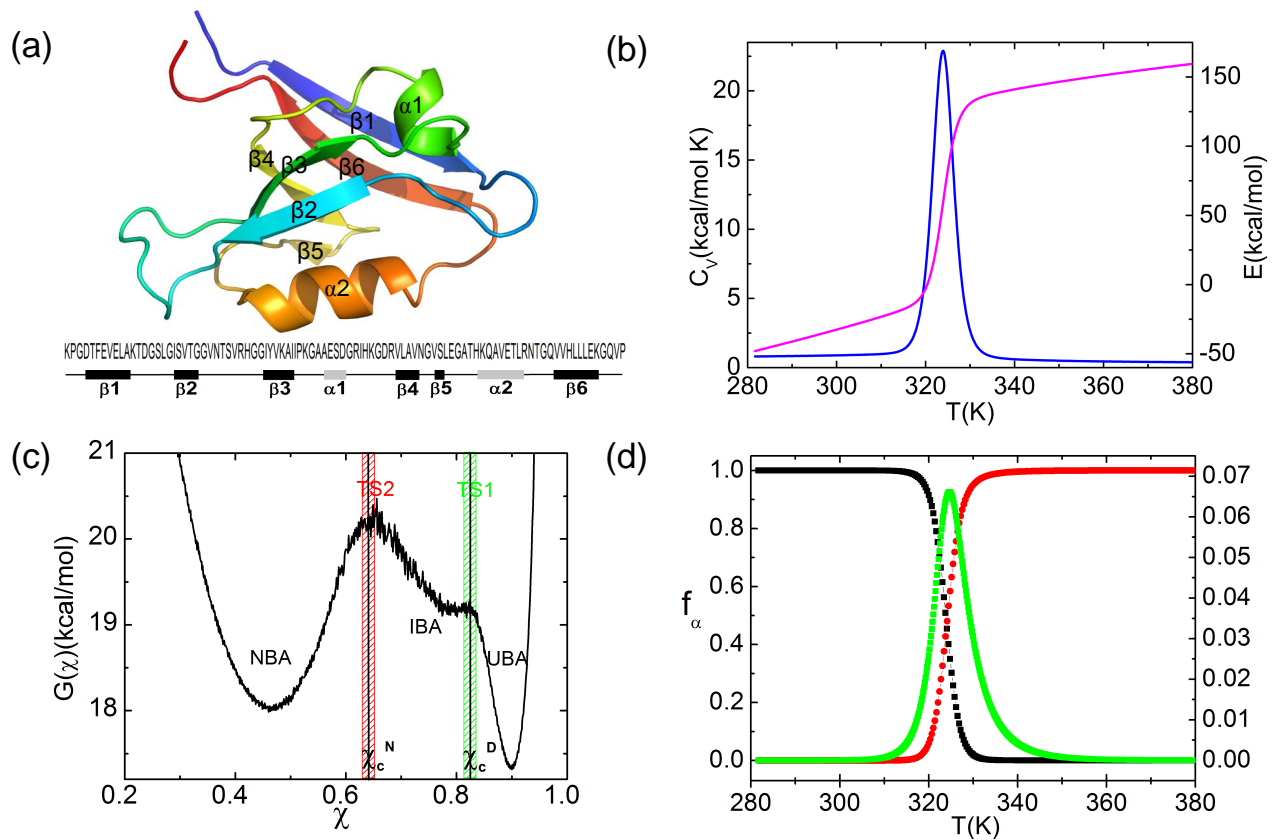 (a)
α1
β1
β4
β3
β6
β2
β5
α2
KPGDTFEVELAKTDGSLGISVTGGVNTSVRHGGIYVKAIIPKGAAESDGRIHKGDRVLAVNGVSLEGATHKQAVETLRNTGQVVHLLLEKGQVP
β1 β2 β3 α1 β4 β5 α2 β6
(b)
C_V(kcal/mol K)
20
15
10
5
0
E(kcal/mol)
150
100
50
0
-50
280 300 320 340 360 380
T(K)
(c)
G(χ)(kcal/mol)
21
20
19
18
TS2 TS1
NBA IBA UBA
χ_c^N χ_c^D
0.2 0.4 0.6 0.8 1.0
χ
(d)
f_α
1.0
0.8
0.6
0.4
0.2
0.0
0.07
0.06
0.05
0.04
0.03
0.02
0.01
0.00
280 300 320 340 360 380
T(K)